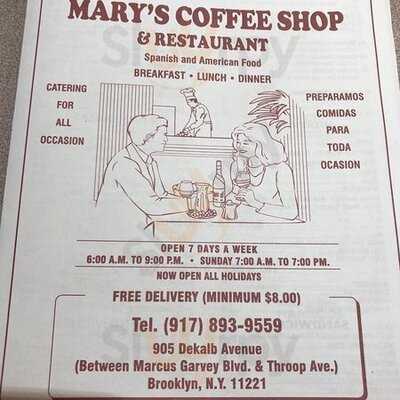 MARY'S COFFEE SHOP
& RESTAURANT
Spanish and American Food
BREAKFAST • LUNCH • DINNER
CATERING
FOR
ALL
OCCASION
PREPARAMOS
COMIDAS
PARA
TODA
OCASION
OPEN 7 DAYS A WEEK
6:00 A.M. TO 9:00 P.M. • SUNDAY 7:00 A.M. TO 7:00 PM.
NOW OPEN ALL HOLIDAYS
FREE DELIVERY (MINIMUM $8.00)
Tel. (917) 893-9559
905 Dekalb Avenue
(Between Marcus Garvey Blvd. & Throop Ave.)
Brooklyn, N.Y. 11221